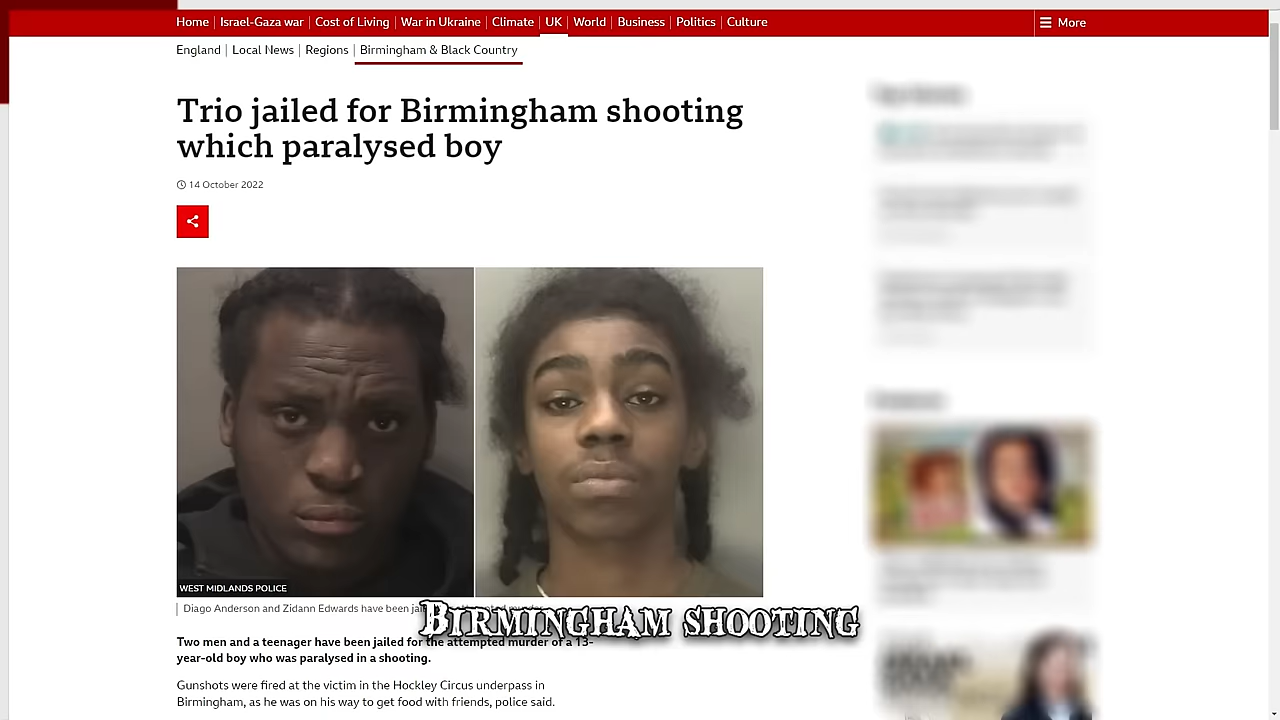 Home Israel-Gaza war Cost of Living War in Ukraine Climate UK World Business Politics Culture More
England Local News Regions Birmingham & Black Country
Trio jailed for Birmingham shooting
which paralysed boy
14 October 2022
WEST MIDLANDS POLICE
Diago Anderson and Zidann Edwards have been
Birmingham shooting
Two men and a teenager have been jailed for the attempted murder of a 13-
year-old boy who was paralysed in a shooting.
Gunshots were fired at the victim in the Hockley Circus underpass in
Birmingham, as he was on his way to get food with friends, police said.